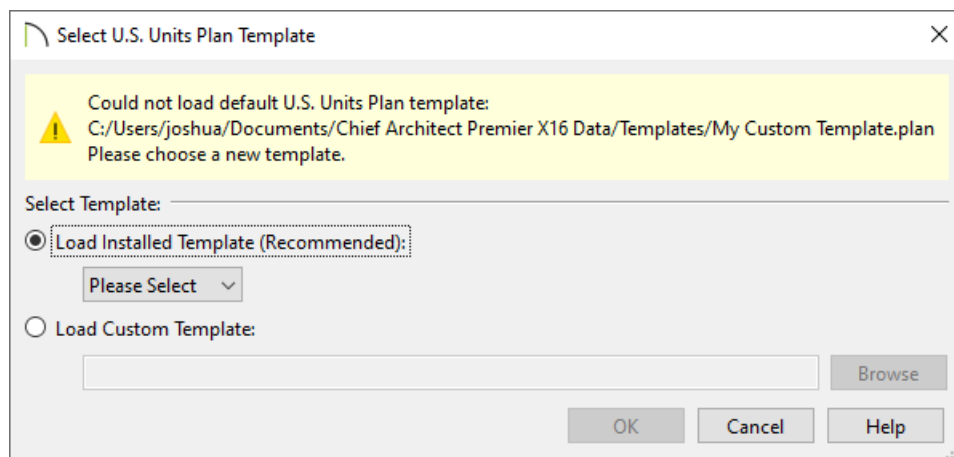 Select U.S. Units Plan Template
Could not load default U.S. Units Plan template:
C:/Users/joshua/Documents/Chief Architect Premier X16 Data/Templates/My Custom Template.plan
Please choose a new template.
Select Template:
Load Installed Template (Recommended):
Please Select
Load Custom Template:
Browse
OK Cancel Help